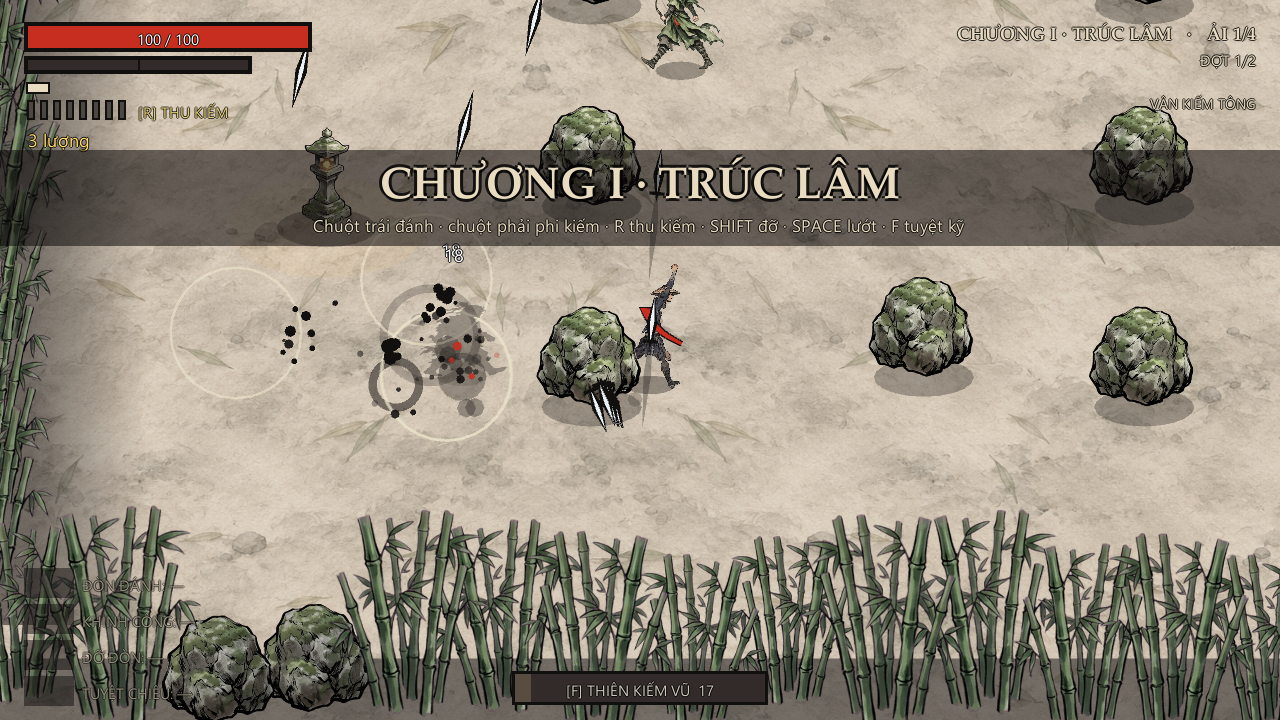 100 / 100
CHƯƠNG I · TRÚC LÂM · ẢI 1/4
ĐỢT 1/2
[R] THU KIẾM
VÂN KIẾM TÔNG
3 lượng
CHƯƠNG I · TRÚC LÂM
Chuột trái đánh · chuột phải phi kiếm · R thu kiếm · SHIFT đỡ · SPACE lướt · F tuyệt kỹ
18
ĐÒN ĐÁNH: —
KHINH CÔNG: —
ĐỠ ĐÒN: —
TUYỆT CHIÊU: —
[F] THIÊN KIẾM VŨ 17